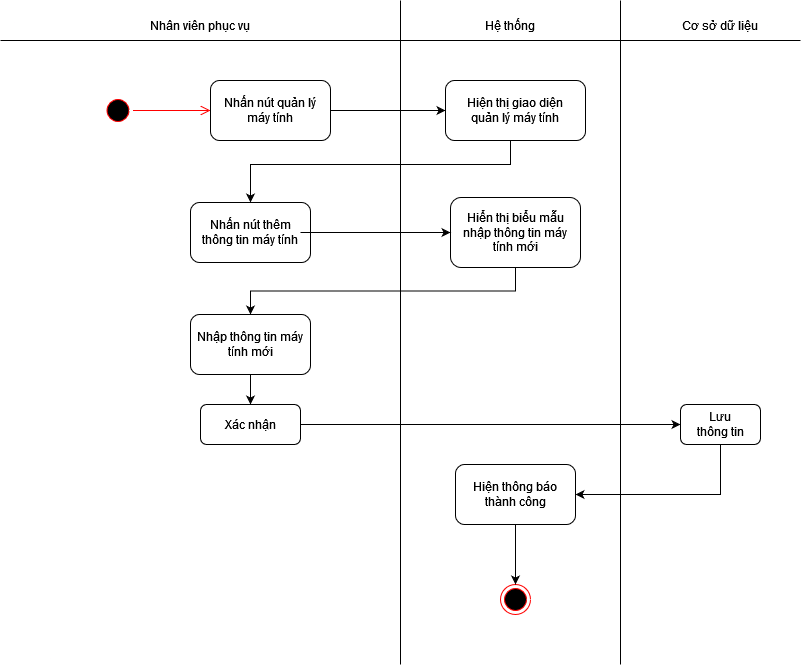 Nhân viên phục vụ
Hệ thống
Cơ sở dữ liệu
Nhấn nút quản lý
máy tính
Hiện thị giao diện
quản lý máy tính
Nhấn nút thêm
thông tin máy tính
Hiển thị biểu mẫu
nhập thông tin máy
tính mới
Nhập thông tin máy
tính mới
Xác nhận
Lưu
thông tin
Hiện thông báo
thành công